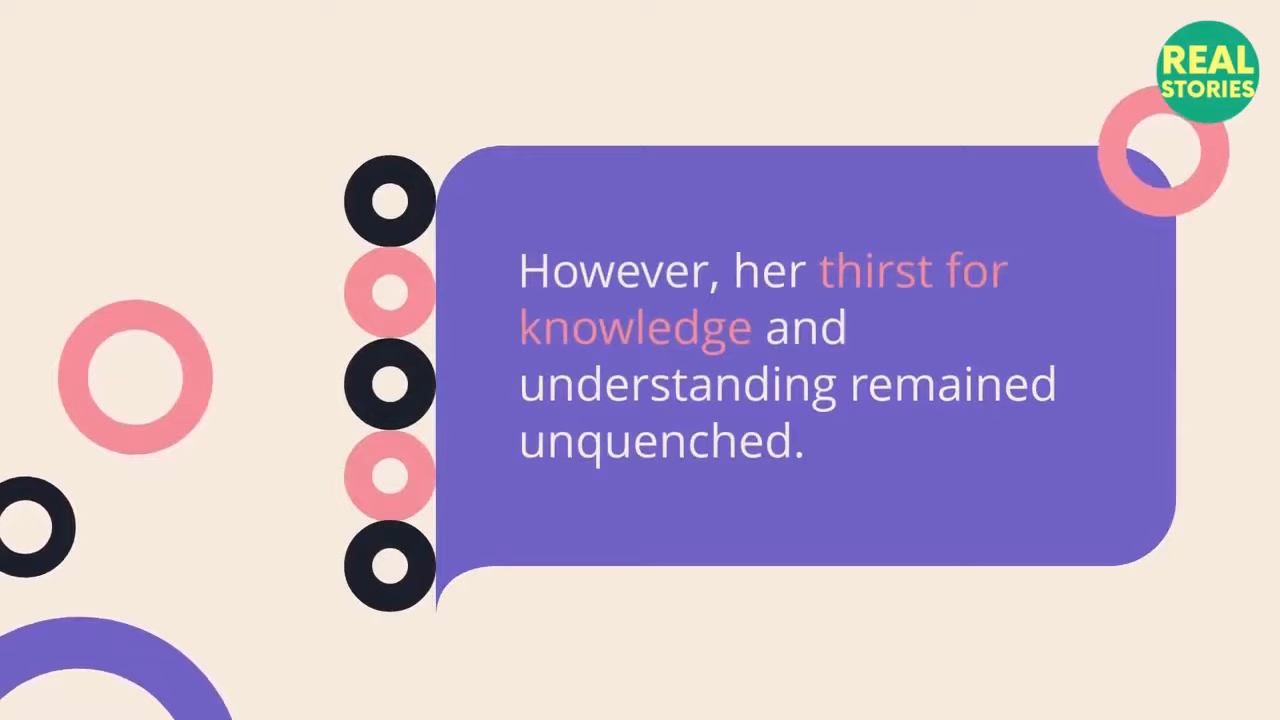 REAL
STORIES
However, her thirst for
knowledge and
understanding remained
unquenched.